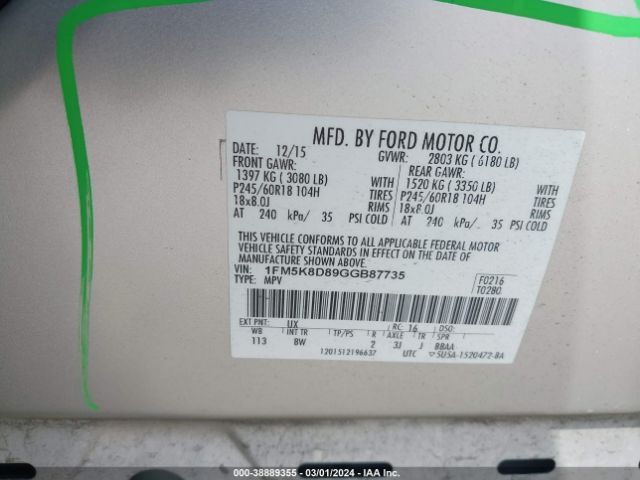 MFD. BY FORD MOTOR CO.
DATE: 12/15 GVWR: 2803 KG ( 6180 LB)
FRONT GAWR: REAR GAWR:
1397 KG ( 3080 LB) WITH 1520 KG ( 3350 LB) WITH
P245/60R18 104H TIRES P245/60R18 104H TIRES
18x8.0J RIMS 18x8.0J RIMS
AT 240 kPa/ 35 PSI COLD AT 240 kPa/ 35 PSI COLD
THIS VEHICLE CONFORMS TO ALL APPLICABLE FEDERAL MOTOR
VEHICLE SAFETY STANDARDS IN EFFECT ON THE DATE OF
MANUFACTURE SHOWN ABOVE.
VIN: 1FM5K8D89GGB87735 F0216
TYPE: MPV T0280
EXT PNT: UX RC: 16 DSO:
WB INT TR TP/PS R AXLE TR SPR
113 8W 2 3J J BBAA
1201512196637 UTC ▽5U5A-1520472-BA
000-38889355 - 03/01/2024 - IAA Inc.